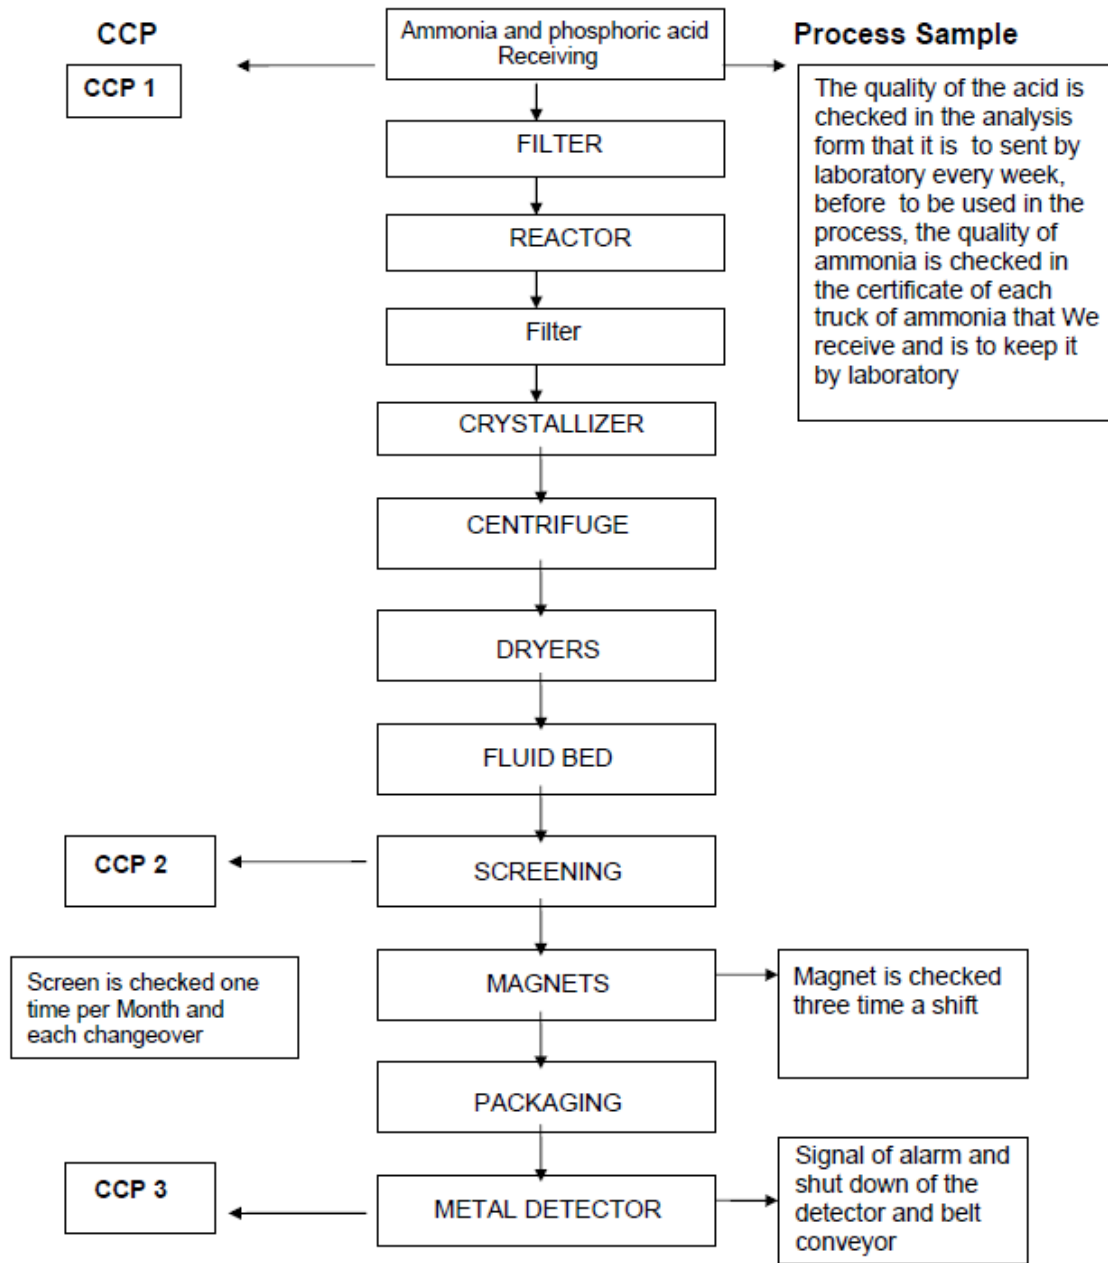 CCP
Ammonia and phosphoric acid
Receiving
Process Sample
CCP 1
The quality of the acid is
checked in the analysis
form that it is  to sent by
laboratory every week,
before  to be used in the
process, the quality of
ammonia is checked in
the certificate of each
truck of ammonia that We
receive and is to keep it
by laboratory
FILTER
REACTOR
Filter
CRYSTALLIZER
CENTRIFUGE
DRYERS
FLUID BED
CCP 2
SCREENING
Screen is checked one
time per Month and
each changeover
MAGNETS
Magnet is checked
three time a shift
PACKAGING
CCP 3
METAL DETECTOR
Signal of alarm and
shut down of the
detector and belt
conveyor